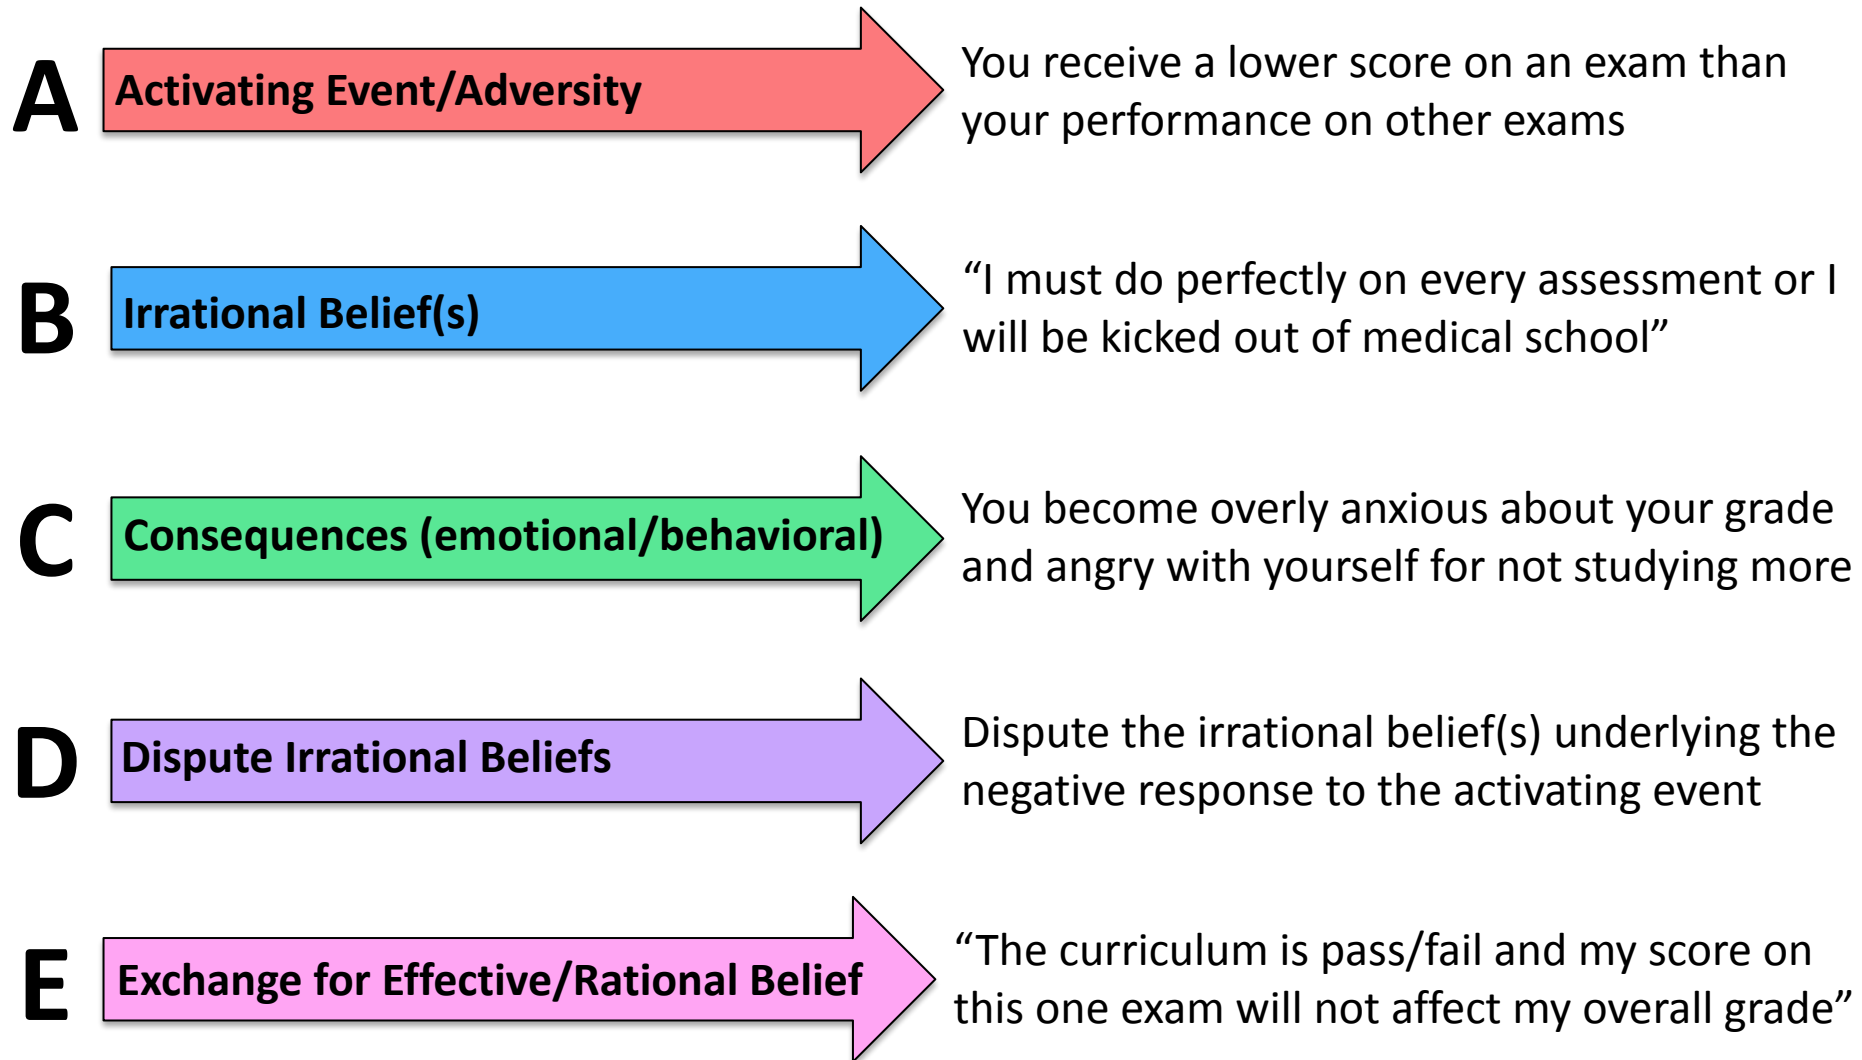 A
Activating Event/Adversity
You receive a lower score on an exam than
your performance on other exams
B
Irrational Belief(s)
“I must do perfectly on every assessment or I
will be kicked out of medical school”
C
Consequences (emotional/behavioral)
You become overly anxious about your grade
and angry with yourself for not studying more
D
Dispute Irrational Beliefs
Dispute the irrational belief(s) underlying the
negative response to the activating event
E
Exchange for Effective/Rational Belief
“The curriculum is pass/fail and my score on
this one exam will not affect my overall grade”